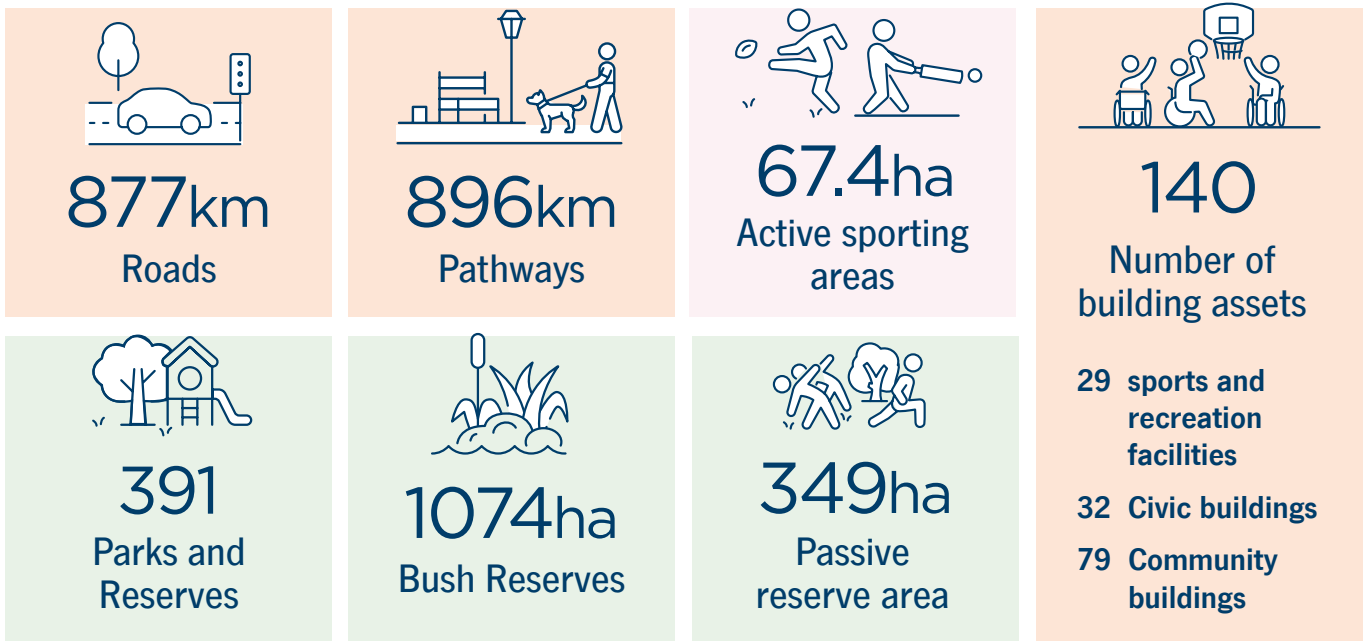 877km
Roads
896km
Pathways
67.4ha
Active sporting
areas
140
Number of
building assets
29 sports and
recreation
facilities
32 Civic buildings
79 Community
buildings
391
Parks and
Reserves
1074ha
Bush Reserves
349ha
Passive
reserve area